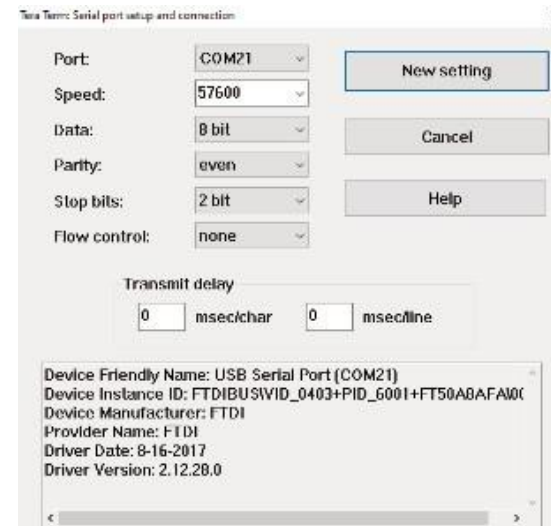 Tera Term: Serial port setup and connection
Port: COM21 New setting
Speed: 57600
Data: 8 bit Cancel
Parity: even
Stop bits: 2 bit Help
Flow control: none
Transmit delay
0 msec/char 0 msec/line
Device Friendly Name: USB Serial Port (COM21)
Device Instance ID: FTDIBUS\VID_0403+PID_6001+FT50A8AFA\00
Device Manufacturer: FTDI
Provider Name: FTDI
Driver Date: 8-16-2017
Driver Version: 2.12.28.0